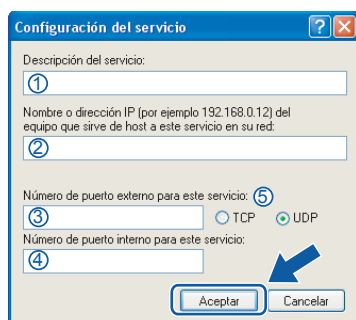 Configuración del servicio
Descripción del servicio:
①
Nombre o dirección IP (por ejemplo 192.168.0.12) del
equipo que sirve de host a este servicio en su red:
②
Número de puerto externo para este servicio: ⑤
③ TCP UDP
Número de puerto interno para este servicio:
④
Aceptar Cancelar